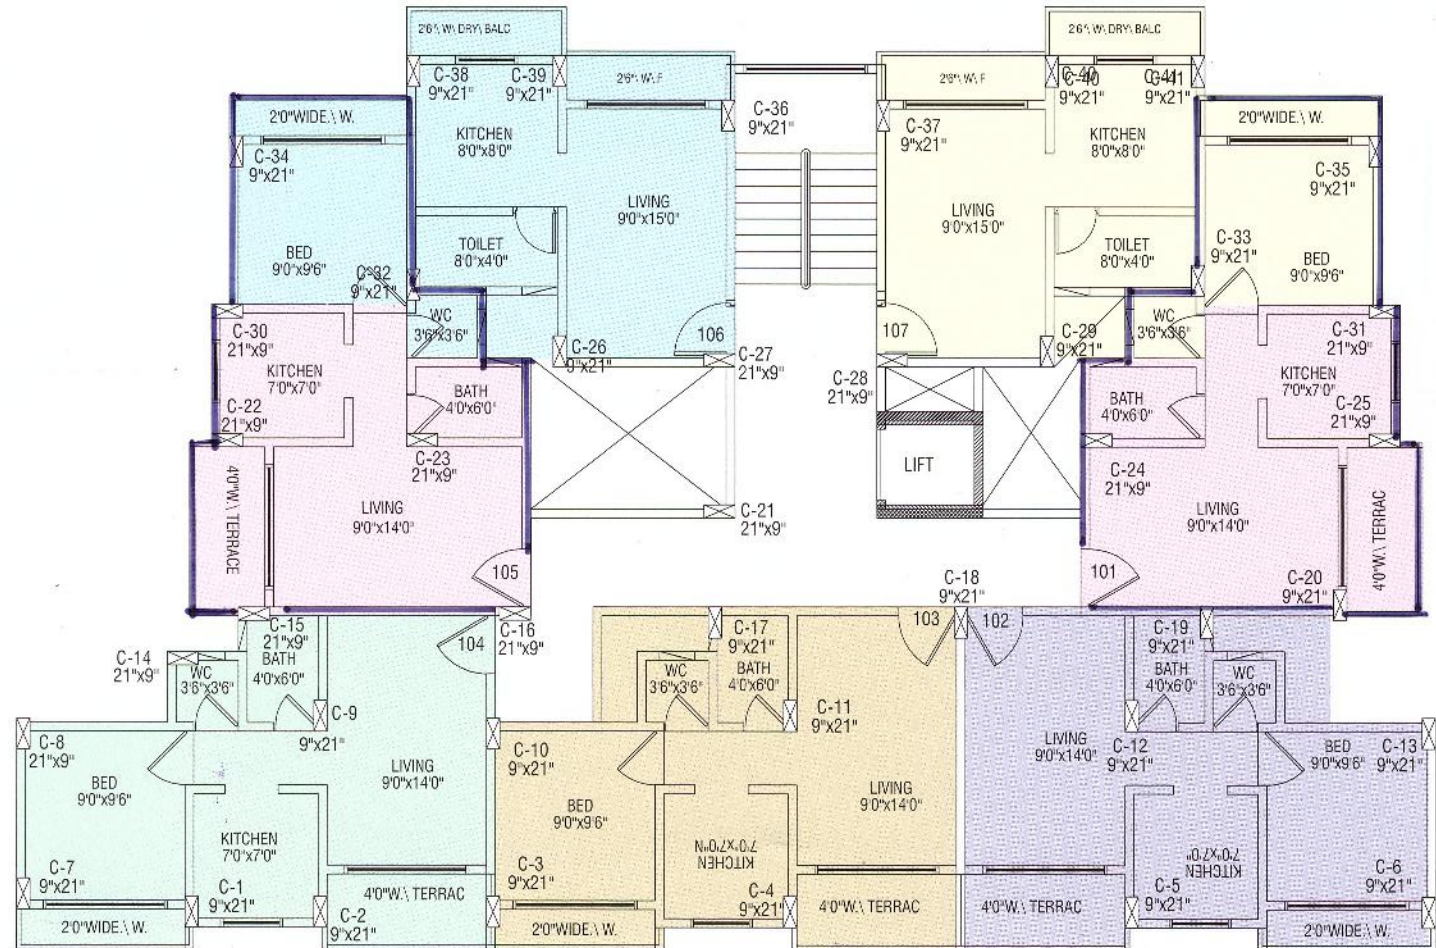 2'6"\ W\ DRY\ BALC
2'6"\ W\ DRY\ BALC
C-38
9"x21"
C-39
9"x21"
2'6"\ W\ F
C-36
9"x21"
2'6"\ W\ F
C-40
9"x21"
C-41
9"x21"
2'0"WIDE.\ W.
KITCHEN
8'0"x8'0"
C-37
9"x21"
KITCHEN
8'0"x8'0"
2'0"WIDE.\ W.
C-34
9"x21"
C-35
9"x21"
LIVING
9'0"x15'0"
LIVING
9'0"x15'0"
BED
9'0"x9'6"
TOILET
8'0"x4'0"
TOILET
8'0"x4'0"
C-33
9"x21"
BED
9'0"x9'6"
C-32
9"x21"
WC
3'6"x3'6"
106
107
WC
3'6"x3'6"
C-30
21"x9"
C-26
9"x21"
C-27
21"x9"
C-28
21"x9"
C-29
9"x21"
C-31
21"x9"
KITCHEN
7'0"x7'0"
BATH
4'0"x6'0"
BATH
4'0"x6'0"
KITCHEN
7'0"x7'0"
C-22
21"x9"
C-25
21"x9"
C-23
21"x9"
LIFT
C-24
21"x9"
4'0"W.\ TERRACE
LIVING
9'0"x14'0"
C-21
21"x9"
LIVING
9'0"x14'0"
4'0"W.\ TERRAC
105
101
C-18
9"x21"
C-20
9"x21"
C-15
21"x9"
C-16
21"x9"
104
103
102
C-17
9"x21"
C-19
9"x21"
C-14
21"x9"
WC
3'6"x3'6"
BATH
4'0"x6'0"
WC
3'6"x3'6"
BATH
4'0"x6'0"
BATH
4'0"x6'0"
WC
3'6"x3'6"
C-9
9"x21"
C-11
9"x21"
C-8
21"x9"
C-10
9"x21"
LIVING
9'0"x14'0"
C-12
9"x21"
BED
9'0"x9'6"
C-13
9"x21"
BED
9'0"x9'6"
LIVING
9'0"x14'0"
BED
9'0"x9'6"
LIVING
9'0"x14'0"
KITCHEN
7'0"x7'0"
KITCHEN
7'0"x7'0"N
KITCHEN
7'0"x7'0"
C-7
9"x21"
C-1
9"x21"
4'0"W.\ TERRAC
C-2
9"x21"
C-3
9"x21"
C-4
9"x21"
4'0"W.\ TERRAC
4'0"W.\ TERRAC
C-5
9"x21"
C-6
9"x21"
2'0"WIDE.\ W.
2'0"WIDE.\ W.
2'0"WIDE.\ W.